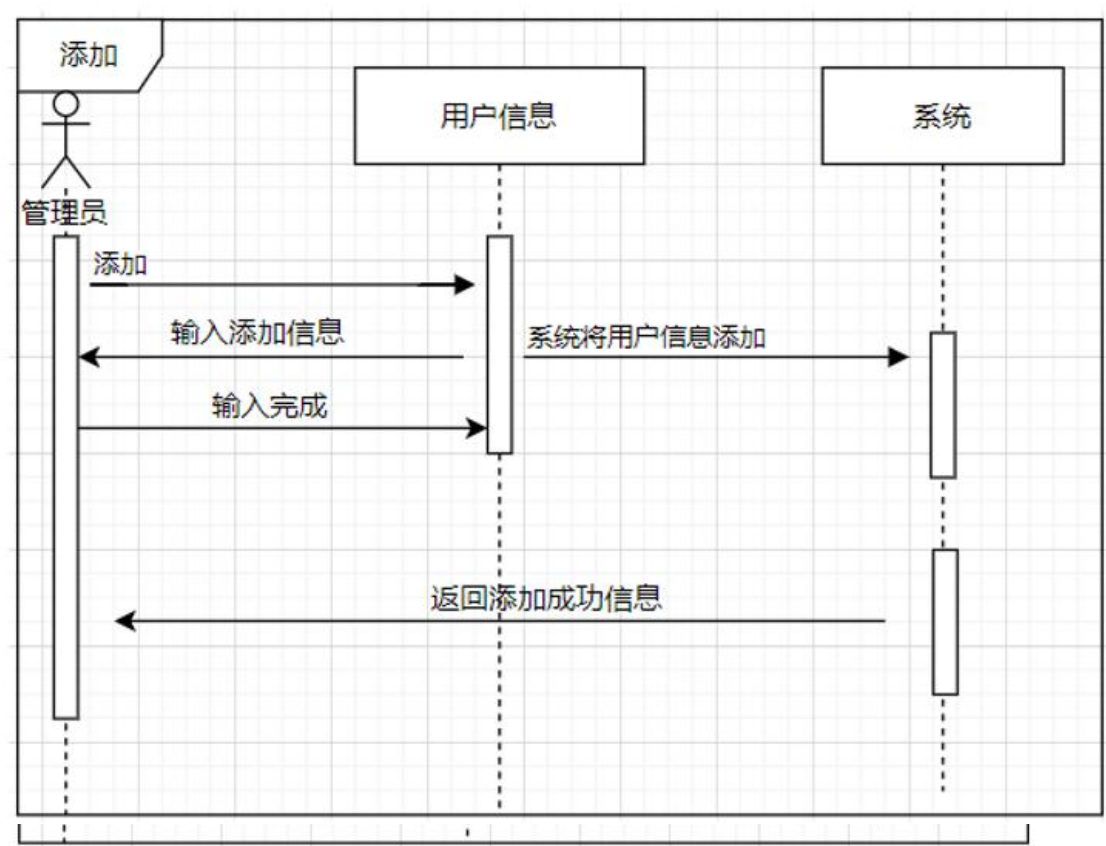 添加
用户信息
系统
管理员
添加
输入添加信息
系统将用户信息添加
输入完成
返回添加成功信息